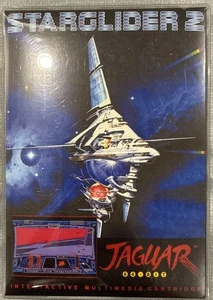 STARGLIDER 2
JAGUAR
64-BIT
INTERACTIVE MULTIMEDIA CARTRIDGE